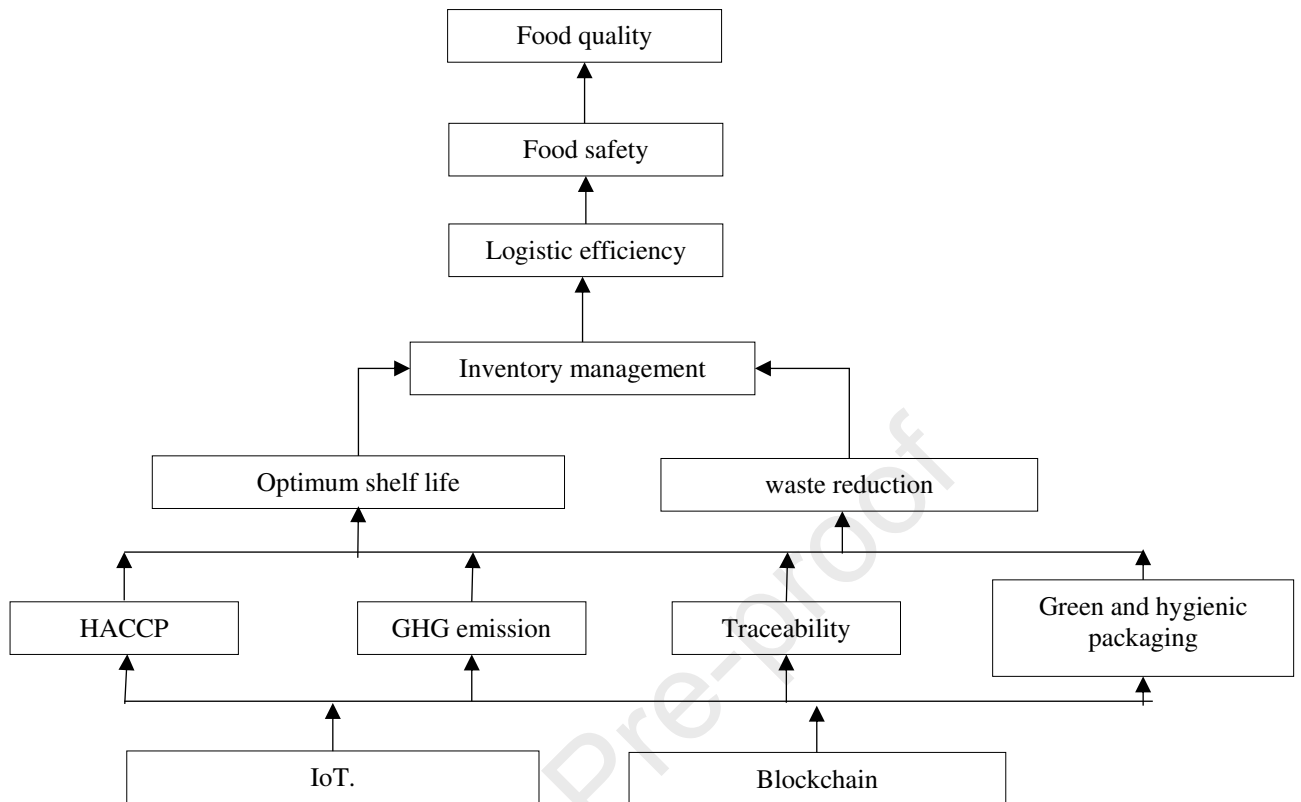 Food quality
Food safety
Logistic efficiency
Inventory management
Optimum shelf life
waste reduction
HACCP
GHG emission
Traceability
Green and hygienic
packaging
IoT.
Blockchain
Pre-proof